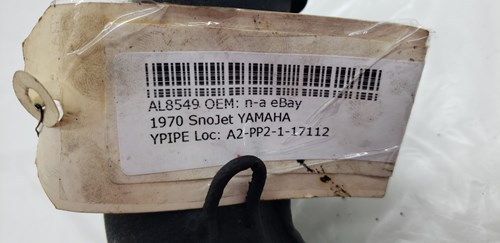 AL8549 OEM: n-a eBay
1970 SnoJet YAMAHA
YPIPE Loc: A2-PP2-1-17112